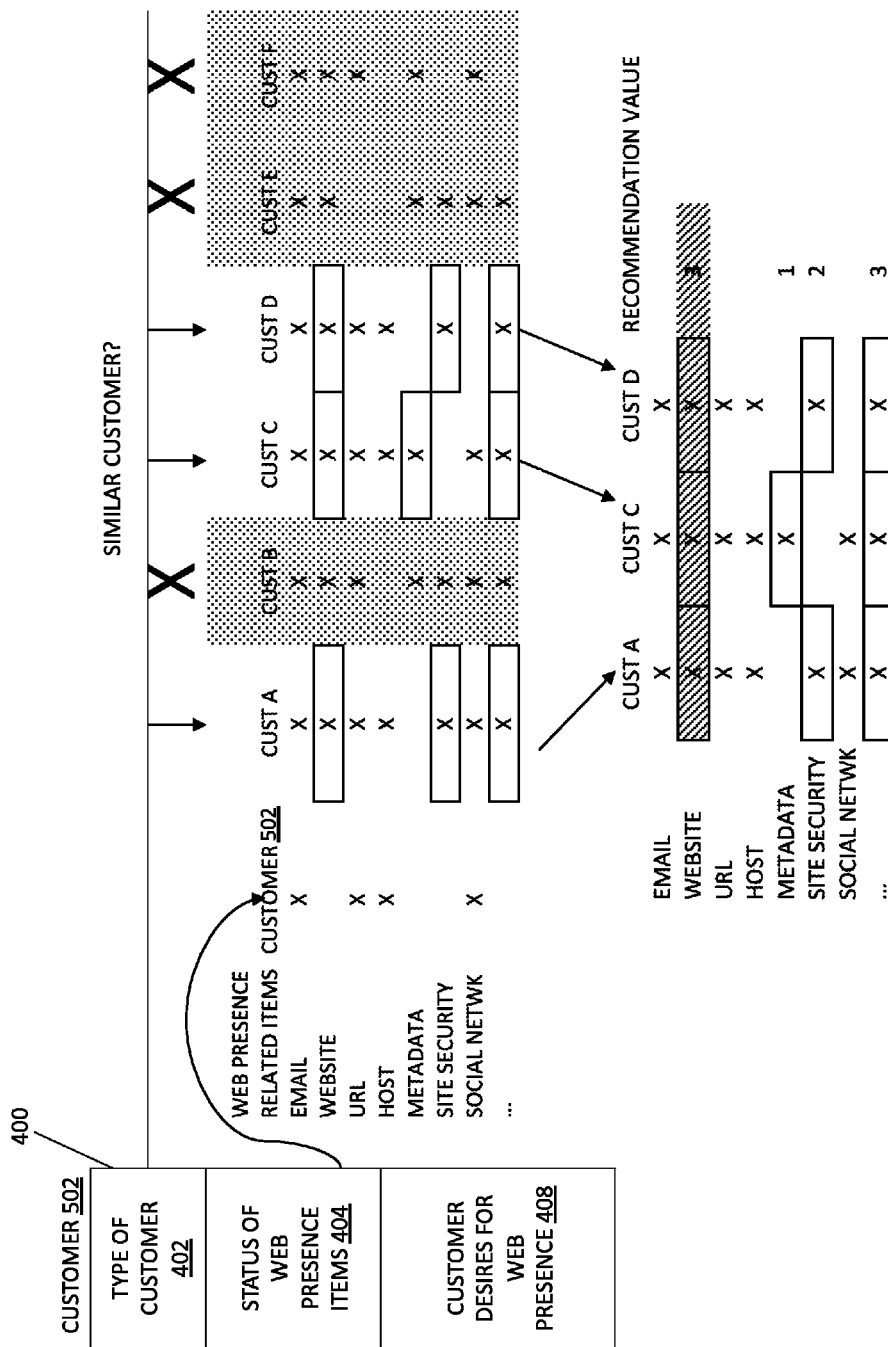 400
CUSTOMER 502
TYPE OF
CUSTOMER
402
STATUS OF
WEB
PRESENCE
ITEMS 404
CUSTOMER
DESIRES FOR
WEB
PRESENCE 408
SIMILAR CUSTOMER?
X X X
WEB PRESENCE
RELATED ITEMS CUSTOMER 502 CUST A CUST B CUST C CUST D CUST E CUST F
EMAIL X X X X X X X
WEBSITE X X X X X X
URL X X X X X X
HOST X X X X
METADATA X X X X
SITE SECURITY X X X X
SOCIAL NETWK X X X X X X
... X X X X X
CUST A CUST C CUST D RECOMMENDATION VALUE
EMAIL X X X
WEBSITE X X X 3
URL X X X
HOST X X X
METADATA X 1
SITE SECURITY X X 2
SOCIAL NETWK X X
... X X X 3